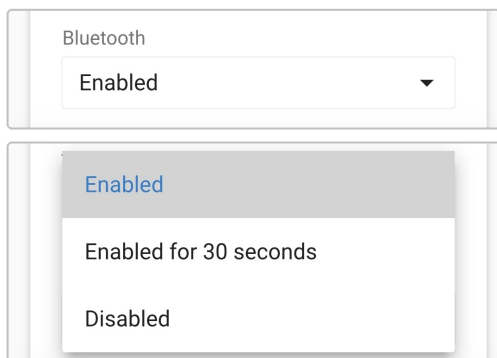 Bluetooth
Enabled
Enabled
Enabled for 30 seconds
Disabled